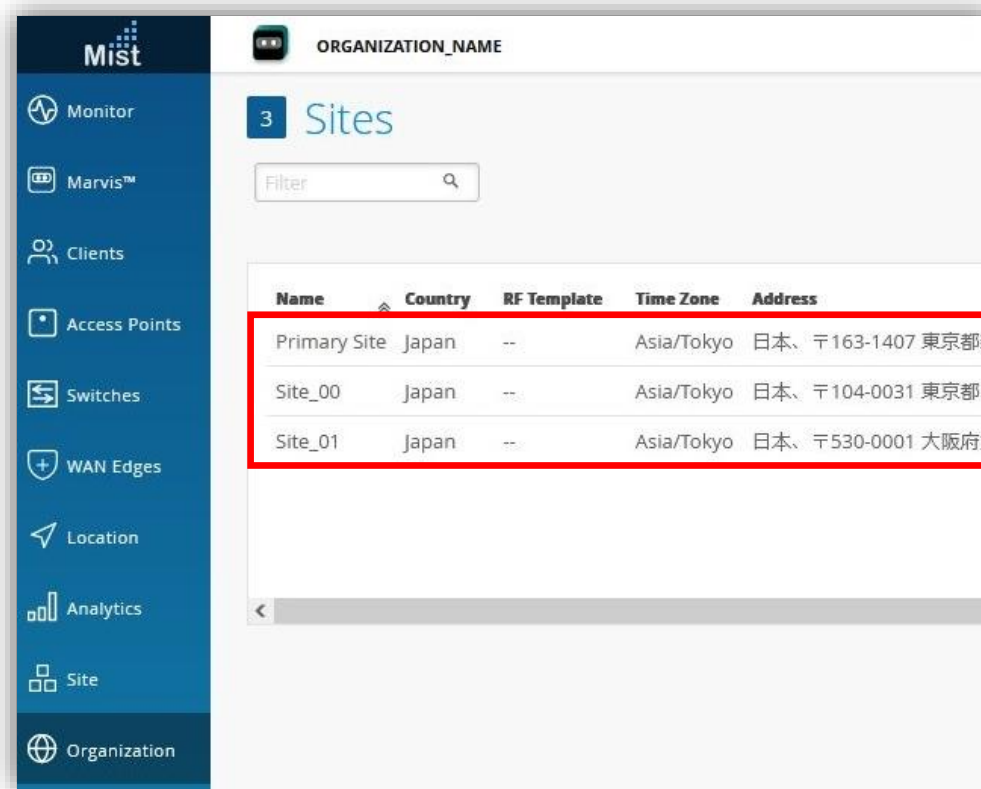 Mist
ORGANIZATION_NAME
Monitor
Marvis™
Clients
Access Points
Switches
WAN Edges
Location
Analytics
Site
Organization
3 Sites
Filter
Name Country RF Template Time Zone Address
Primary Site Japan -- Asia/Tokyo 日本、〒163-1407 東京都
Site_00 Japan -- Asia/Tokyo 日本、〒104-0031 東京都
Site_01 Japan -- Asia/Tokyo 日本、〒530-0001 大阪府